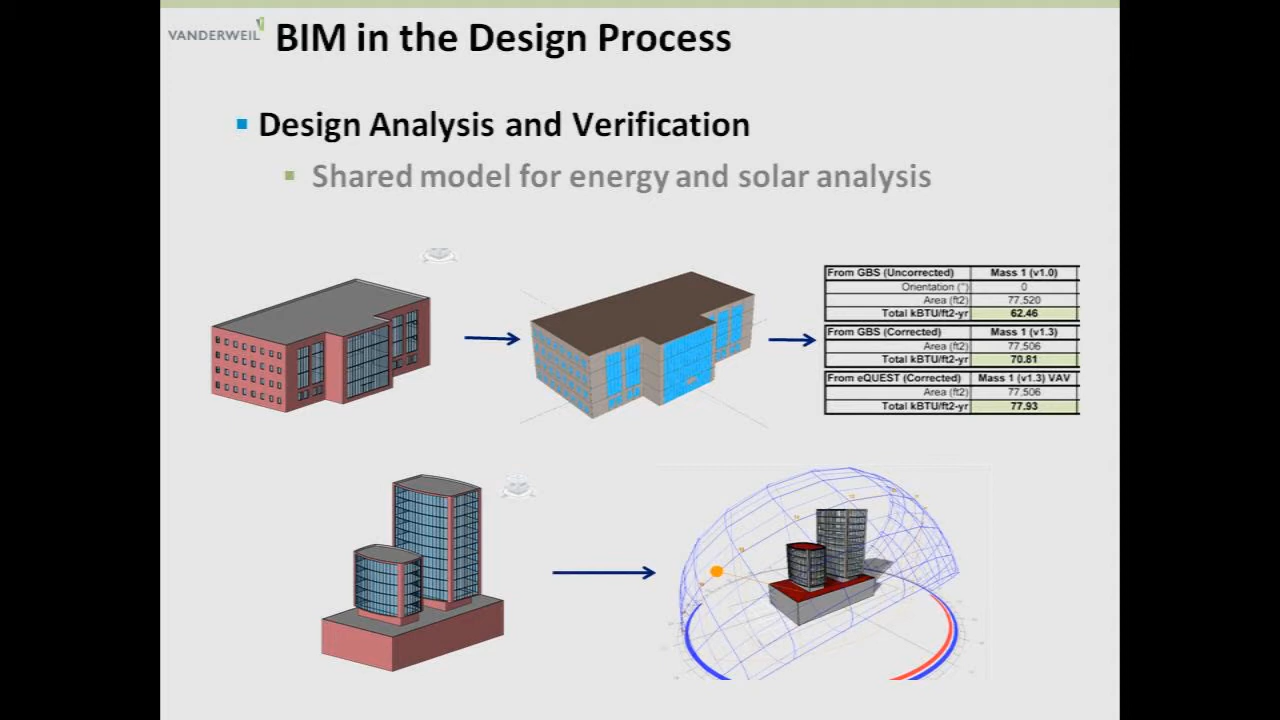 VANDERWEIL
BIM in the Design Process
Design Analysis and Verification
Shared model for energy and solar analysis
From GBS (Uncorrected) Mass 1 (v1.0)
Orientation (°) 0
Area (ft2) 77,520
Total kBTU/ft2-yr 62.46
From GBS (Corrected) Mass 1 (v1.3)
Area (ft2) 77,506
Total kBTU/ft2-yr 70.81
From eQUEST (Corrected) Mass 1 (v1.3) VAV
Area (ft2) 77,506
Total kBTU/ft2-yr 77.93